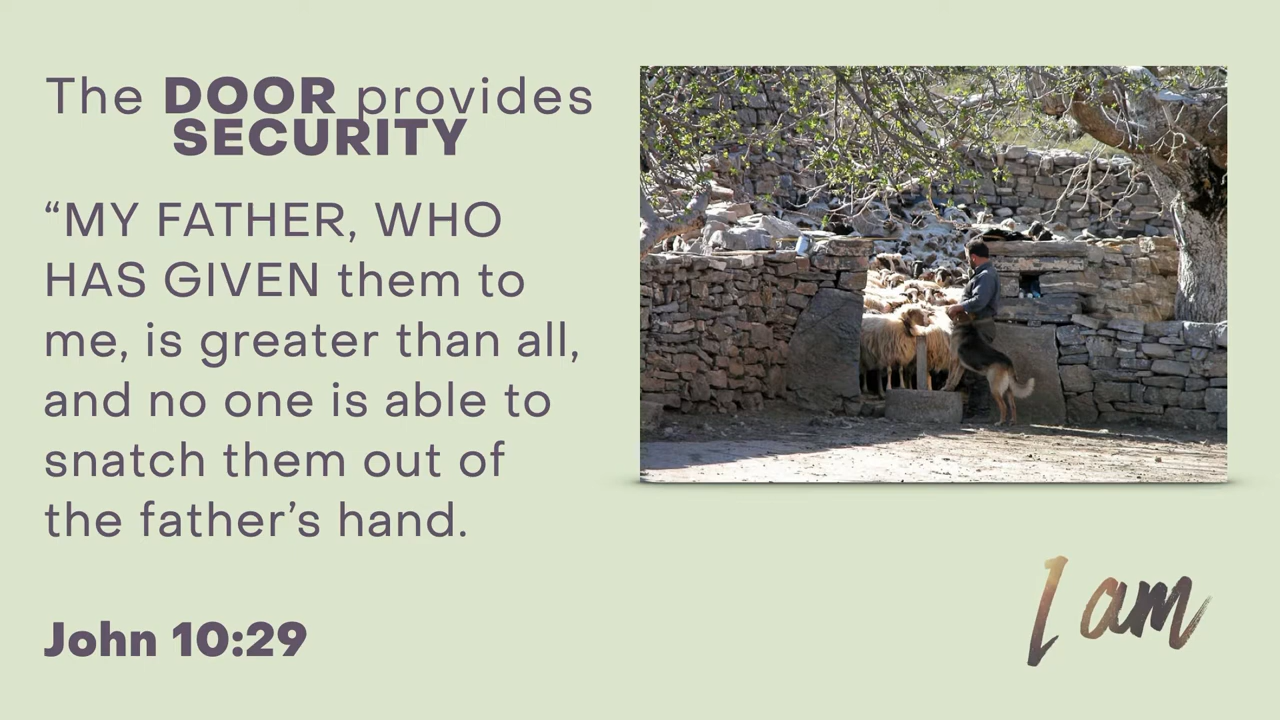 The DOOR provides
SECURITY
“MY FATHER, WHO
HAS GIVEN them to
me, is greater than all,
and no one is able to
snatch them out of
the father’s hand.
John 10:29
I am